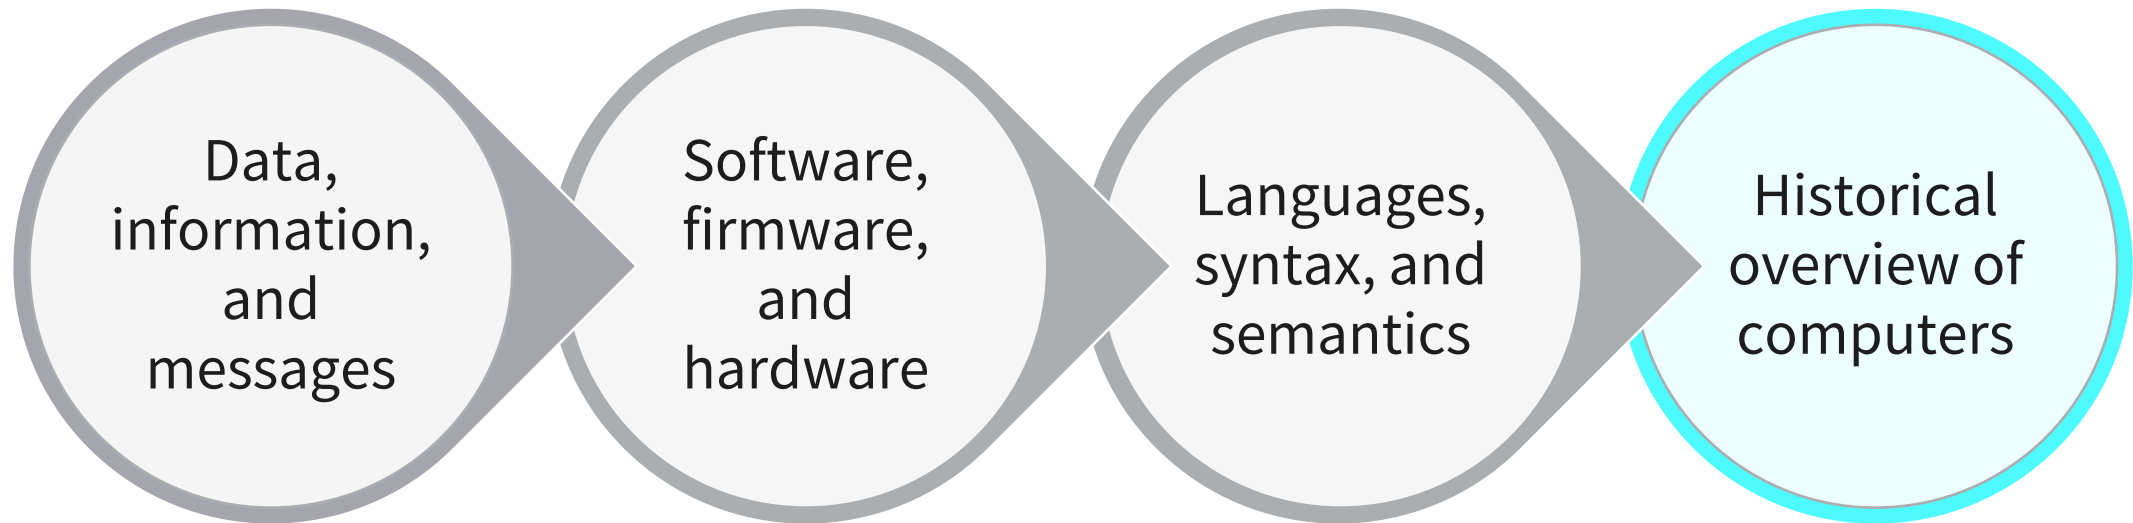 Data,
information,
and
messages
Software,
firmware,
and
hardware
Languages,
syntax, and
semantics
Historical
overview of
computers